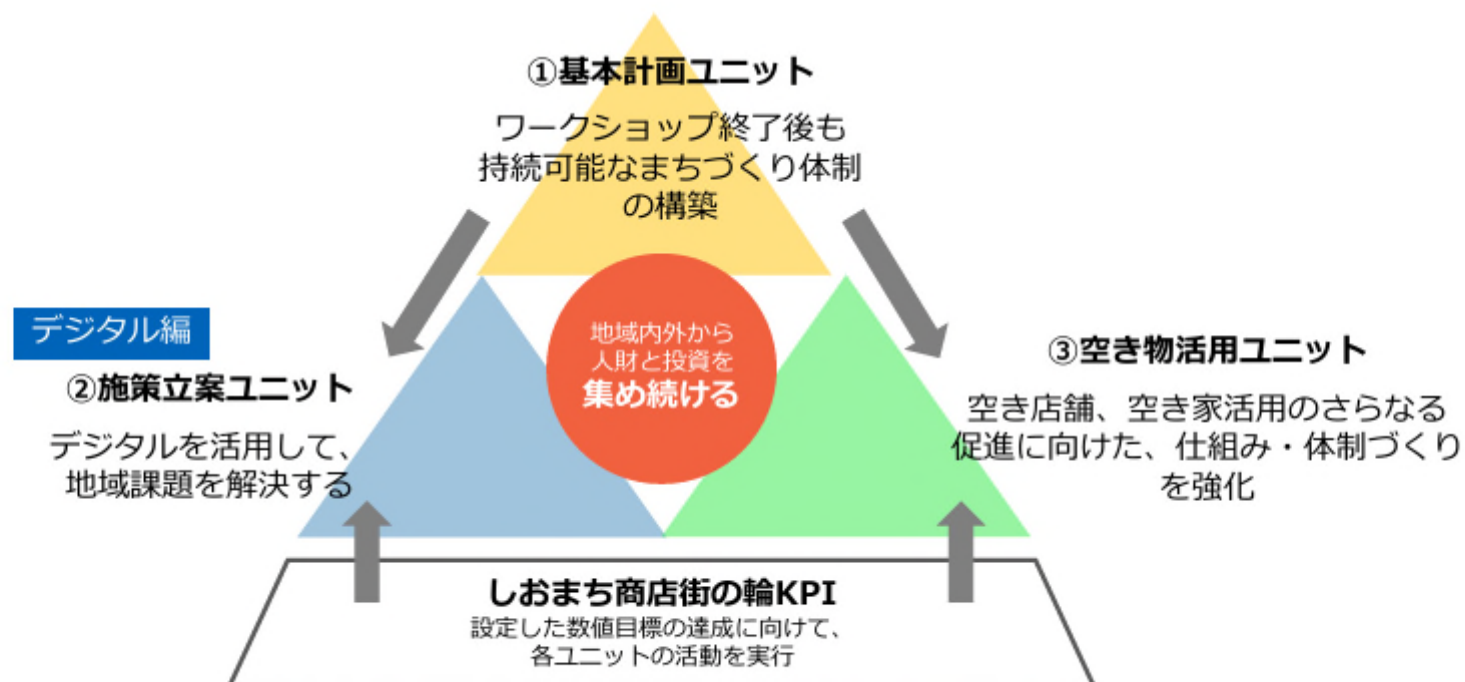 ①基本計画ユニット
ワークショップ終了後も
持続可能なまちづくり体制
の構築
地域内外から
人財と投資を
集め続ける
デジタル編
②施策立案ユニット
デジタルを活用して、
地域課題を解決する
③空き物活用ユニット
空き店舗、空き家活用のさらなる
促進に向けた、仕組み・体制づくり
を強化
しおまち商店街の輪KPI
設定した数値目標の達成に向けて、
各ユニットの活動を実行